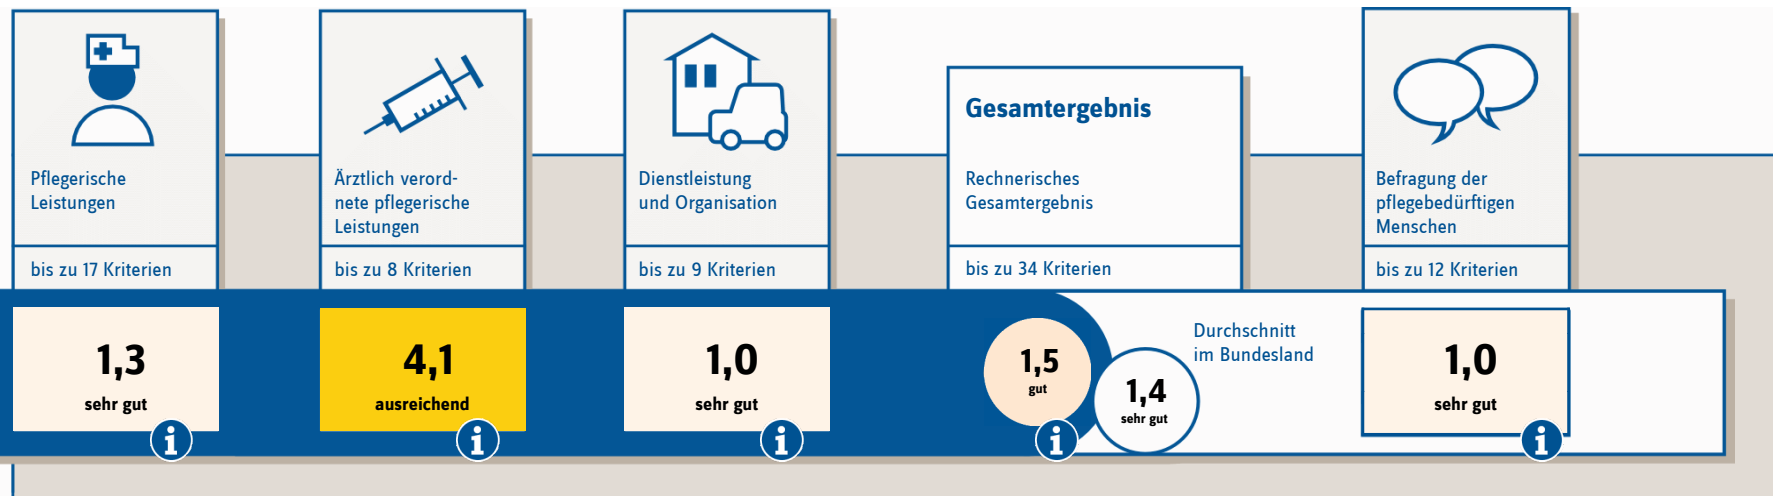 Pflegerische
Leistungen
bis zu 17 Kriterien
1,3
sehr gut
i
Ärztlich verord-
nete pflegerische
Leistungen
bis zu 8 Kriterien
4,1
ausreichend
i
Dienstleistung
und Organisation
bis zu 9 Kriterien
1,0
sehr gut
i
Gesamtergebnis
Rechnerisches
Gesamtergebnis
bis zu 34 Kriterien
1,5
gut
i
Durchschnitt
im Bundesland
1,4
sehr gut
Befragung der
pflegebedürftigen
Menschen
bis zu 12 Kriterien
1,0
sehr gut
i